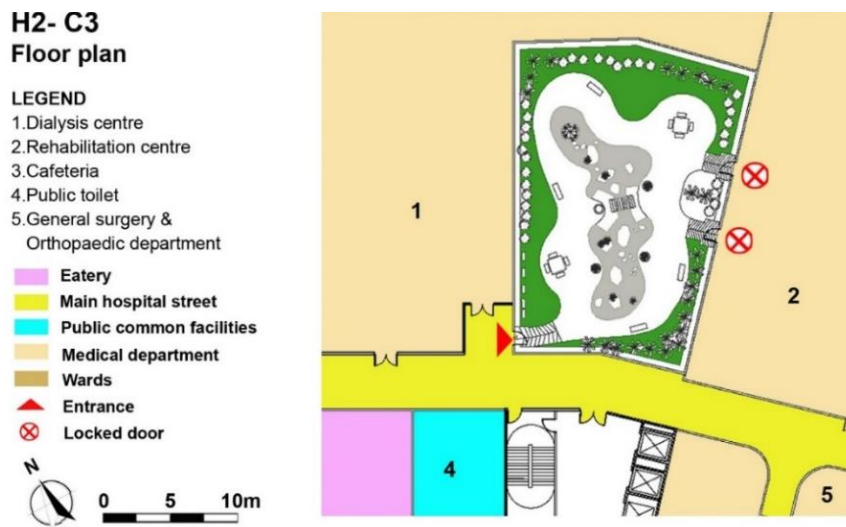 H2- C3
Floor plan
LEGEND
1.Dialysis centre
2.Rehabilitation centre
3.Cafeteria
4.Public toilet
5.General surgery &
Orthopaedic department
Eatery
Main hospital street
Public common facilities
Medical department
Wards
Entrance
Locked door
N
0 5 10m
1
2
4
5